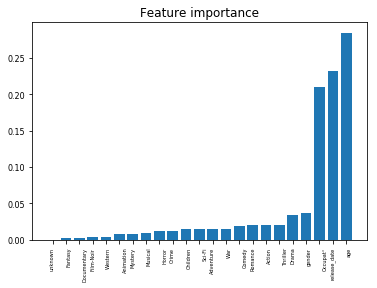 Feature importance
0.25
0.20
0.15
0.10
0.05
0.00
unknown
Fantasy
Documentary
Film-Noir
Western
Animation
Mystery
Musical
Horror
Crime
Children
Sci-Fi
Adventure
War
Comedy
Romance
Action
Thriller
Drama
gender
release_date
age